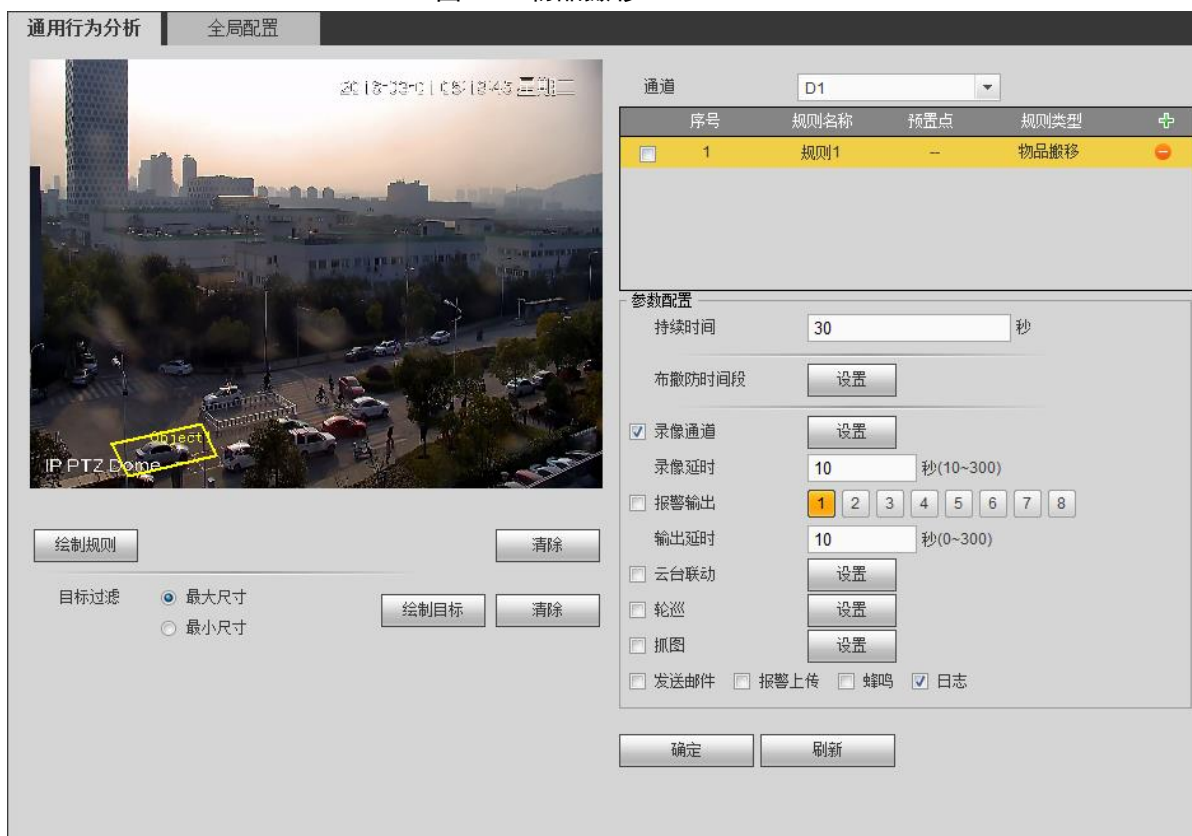 通用行为分析 全局配置
星期二
Object
IP PTZ Dome
绘制规则 清除
目标过滤 最大尺寸
最小尺寸
绘制目标 清除
通道 D1
序号 规则名称 预置点 规则类型
1 规则1 -- 物品搬移
参数配置
持续时间 30 秒
布撤防时间段 设置
录像通道 设置
录像延时 10 秒(10~300)
报警输出 1 2 3 4 5 6 7 8
输出延时 10 秒(0~300)
云台联动 设置
轮巡 设置
抓图 设置
发送邮件 报警上传 蜂鸣 日志
确定 刷新